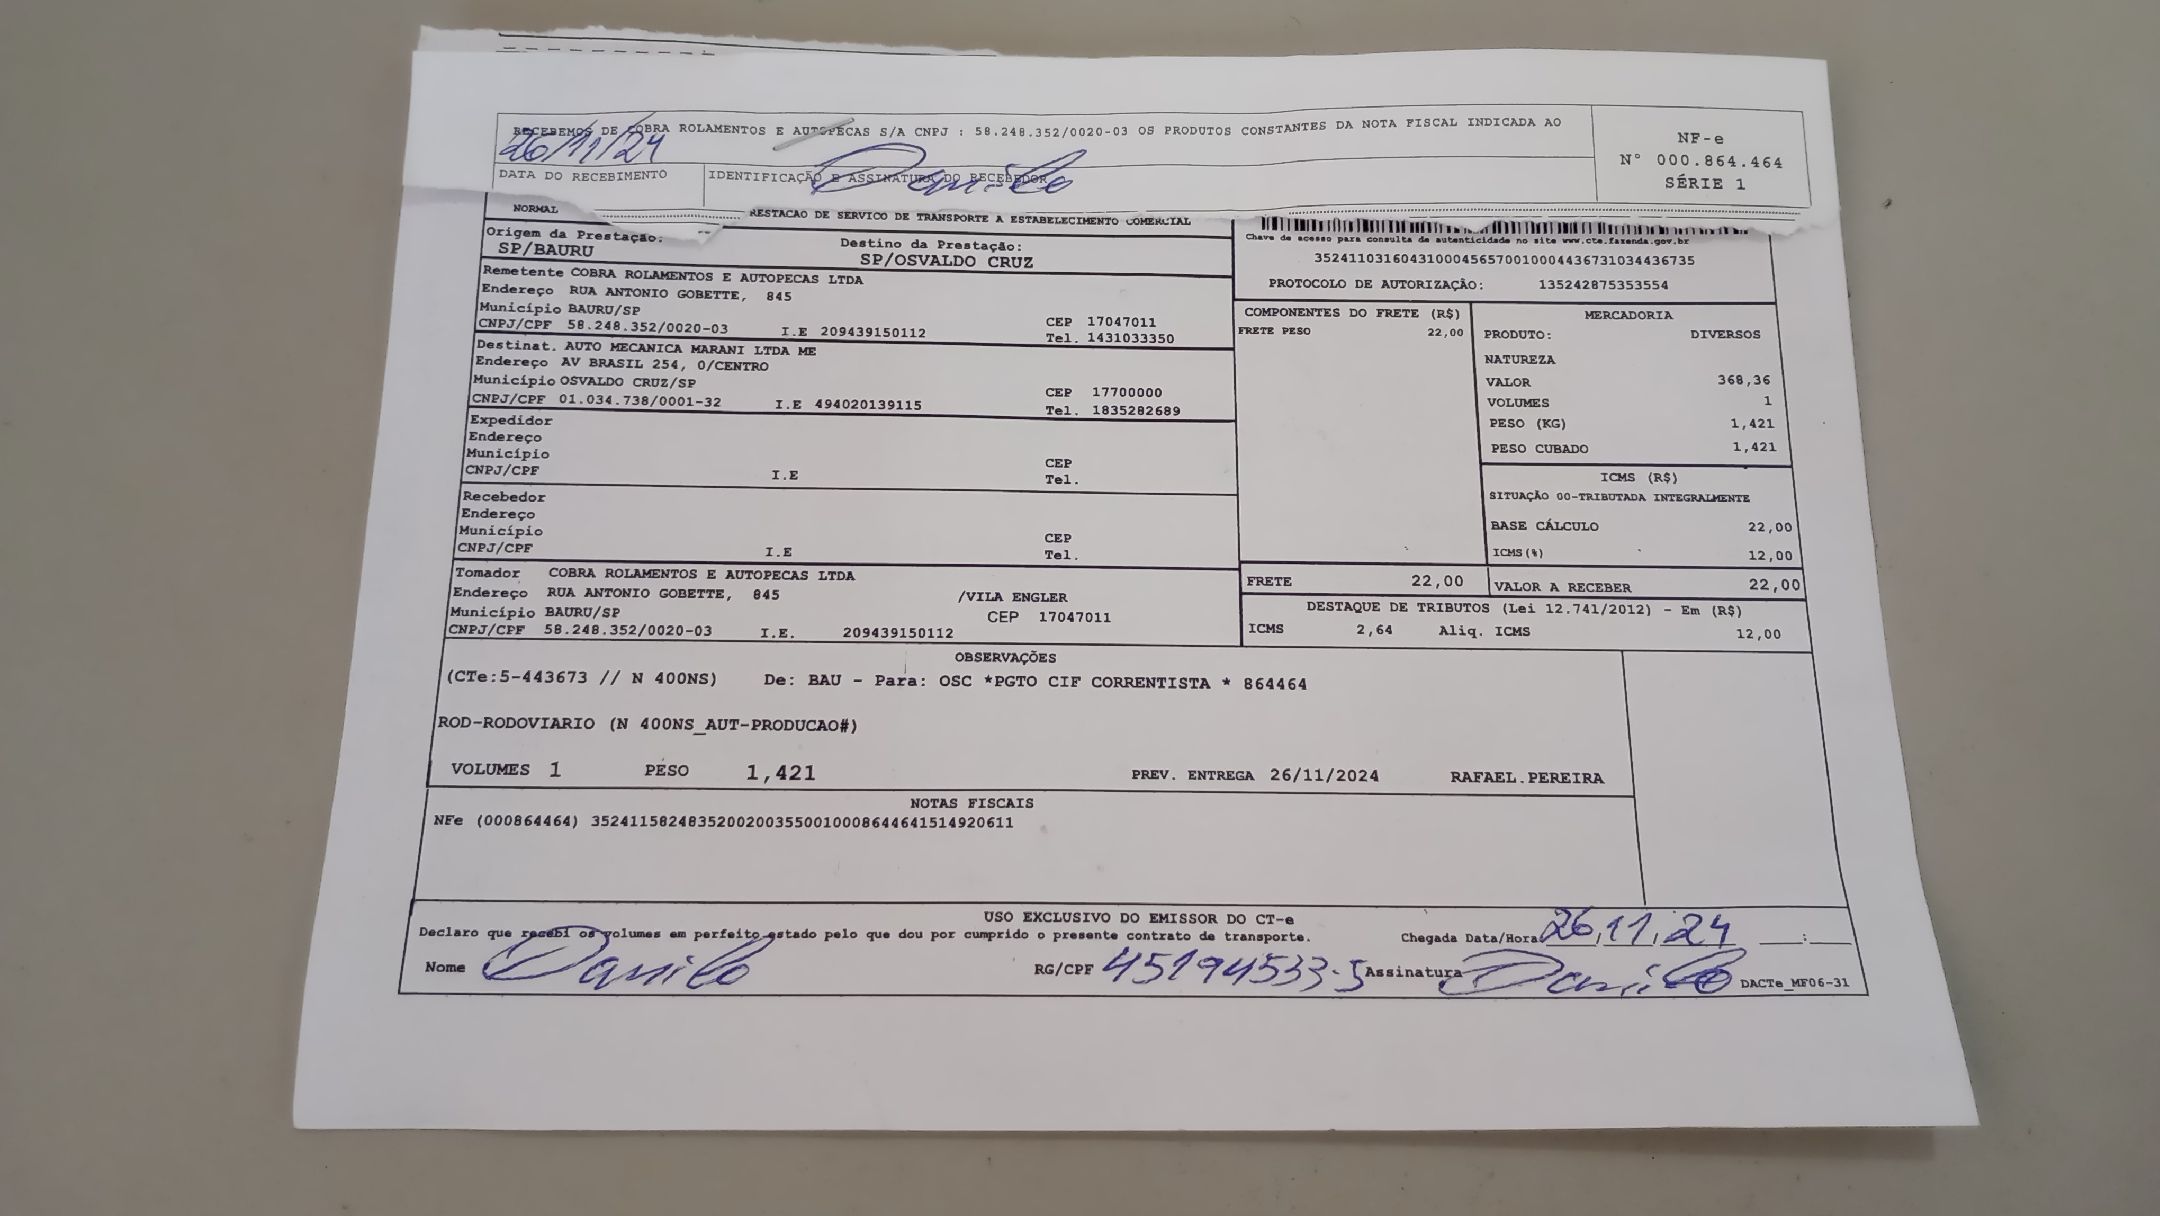 RECEBEMOS DE COBRA ROLAMENTOS E AUTOPECAS S/A CNPJ : 58.248.352/0020-03 OS PRODUTOS CONSTANTES DA NOTA FISCAL INDICADA AO
26/11/24
Danilo
DATA DO RECEBIMENTO IDENTIFICAÇÃO E ASSINATURA DO RECEBEDOR
NF-e
N° 000.864.464
SÉRIE 1
NORMAL RESTACAO DE SERVICO DE TRANSPORTE A ESTABELECIMENTO COMERCIAL
Origem da Prestação: Destino da Prestação:
SP/BAURU SP/OSVALDO CRUZ
Chave de acesso para consulta de autenticidade no site www.cte.fazenda.gov.br
35241103160431000456570010004436731034436735
PROTOCOLO DE AUTORIZAÇÃO: 135242875353554
Remetente COBRA ROLAMENTOS E AUTOPECAS LTDA
Endereço RUA ANTONIO GOBETTE, 845
Município BAURU/SP CEP 17047011
CNPJ/CPF 58.248.352/0020-03 I.E 209439150112 Tel. 1431033350
Destinat. AUTO MECANICA MARANI LTDA ME
Endereço AV BRASIL 254, 0/CENTRO
Município OSVALDO CRUZ/SP CEP 17700000
CNPJ/CPF 01.034.738/0001-32 I.E 494020139115 Tel. 1835282689
Expedidor
Endereço
Município CEP
CNPJ/CPF I.E Tel.
Recebedor
Endereço
Município CEP
CNPJ/CPF I.E Tel.
Tomador COBRA ROLAMENTOS E AUTOPECAS LTDA
Endereço RUA ANTONIO GOBETTE, 845 /VILA ENGLER
Município BAURU/SP CEP 17047011
CNPJ/CPF 58.248.352/0020-03 I.E. 209439150112
COMPONENTES DO FRETE (R$)
FRETE PESO 22,00
MERCADORIA
PRODUTO: DIVERSOS
NATUREZA
VALOR 368,36
VOLUMES 1
PESO (KG) 1,421
PESO CUBADO 1,421
ICMS (R$)
SITUAÇÃO 00-TRIBUTADA INTEGRALMENTE
BASE CÁLCULO 22,00
ICMS(%) 12,00
FRETE 22,00 VALOR A RECEBER 22,00
DESTAQUE DE TRIBUTOS (Lei 12.741/2012) - Em (R$)
ICMS 2,64 Aliq. ICMS 12,00
OBSERVAÇÕES
(CTe:5-443673 // N 400NS) De: BAU - Para: OSC *PGTO CIF CORRENTISTA * 864464
ROD-RODOVIARIO (N 400NS_AUT-PRODUCAO#)
VOLUMES 1 PESO 1,421 PREV. ENTREGA 26/11/2024 RAFAEL.PEREIRA
NOTAS FISCAIS
NFe (000864464) 35241158248352002003550010008644641514920611
USO EXCLUSIVO DO EMISSOR DO CT-e
Declaro que recebi os volumes em perfeito estado pelo que dou por cumprido o presente contrato de transporte. Chegada Data/Hora 26,11,24 __:__
Nome Danilo RG/CPF 45194533-5 Assinatura Danilo DACTe_MF06-31